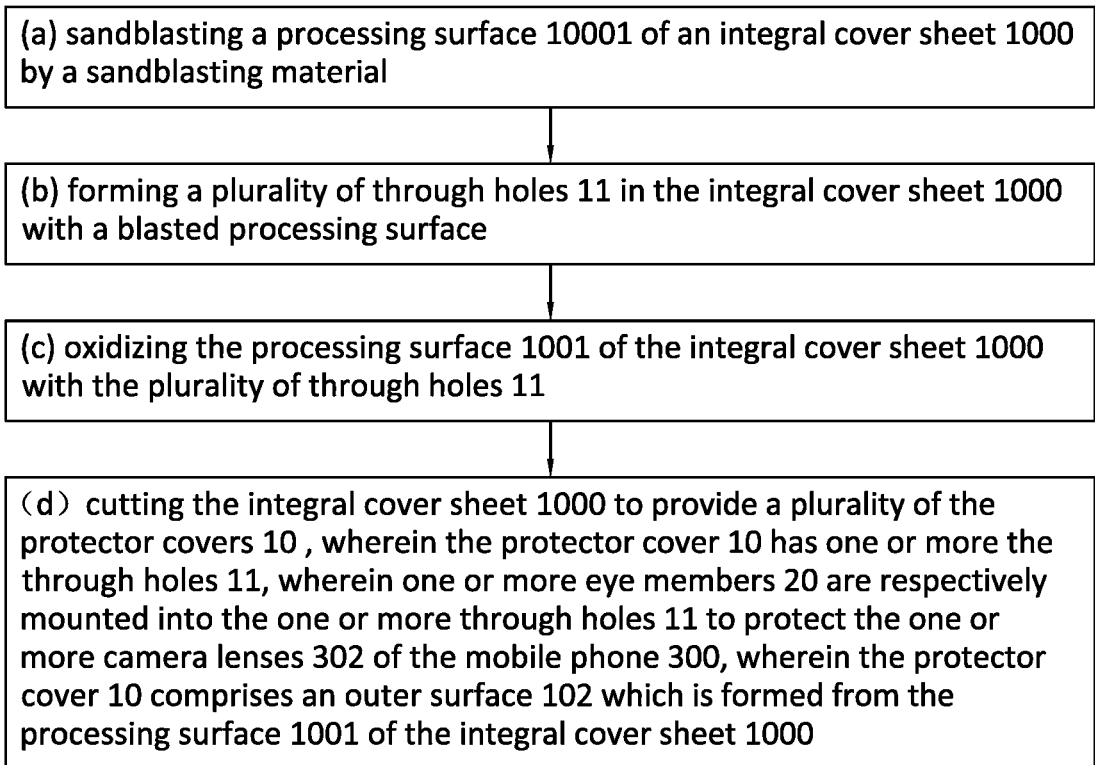 (a) sandblasting a processing surface 10001 of an integral cover sheet 1000
by a sandblasting material
(b) forming a plurality of through holes 11 in the integral cover sheet 1000
with a blasted processing surface
(c) oxidizing the processing surface 1001 of the integral cover sheet 1000
with the plurality of through holes 11
（d）cutting the integral cover sheet 1000 to provide a plurality of the
protector covers 10 , wherein the protector cover 10 has one or more the
through holes 11, wherein one or more eye members 20 are respectively
mounted into the one or more through holes 11 to protect the one or
more camera lenses 302 of the mobile phone 300, wherein the protector
cover 10 comprises an outer surface 102 which is formed from the
processing surface 1001 of the integral cover sheet 1000